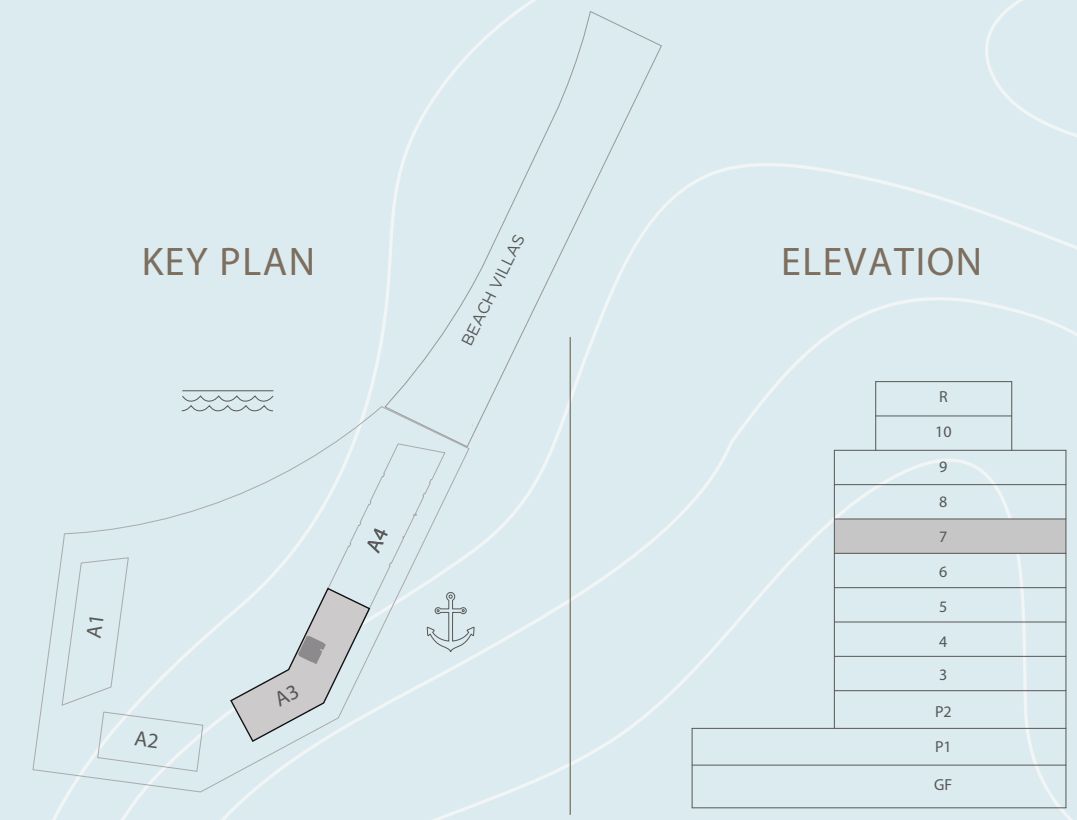 KEY PLAN
BEACH VILLAS
A4
A1
A3
A2
ELEVATION
R
10
9
8
7
6
5
4
3
P2
P1
GF